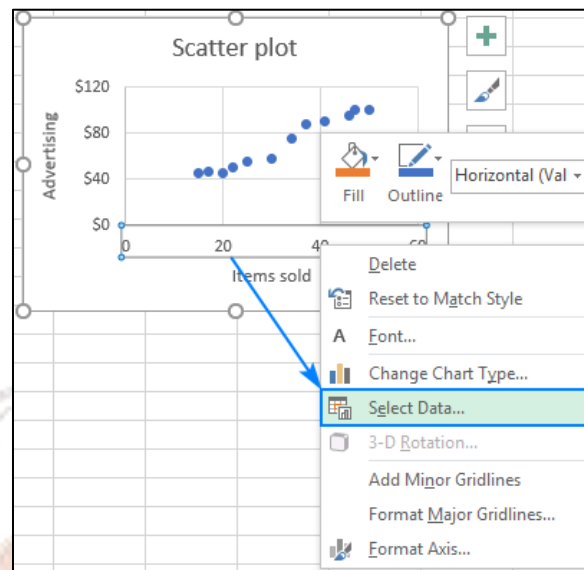 Scatter plot
$120
$80
$40
$0
Advertising
0 20 40 60
Items sold
Fill Outline Horizontal (Val
Delete
Reset to Match Style
A Font...
Change Chart Type...
Select Data...
3-D Rotation...
Add Minor Gridlines
Format Major Gridlines...
Format Axis...